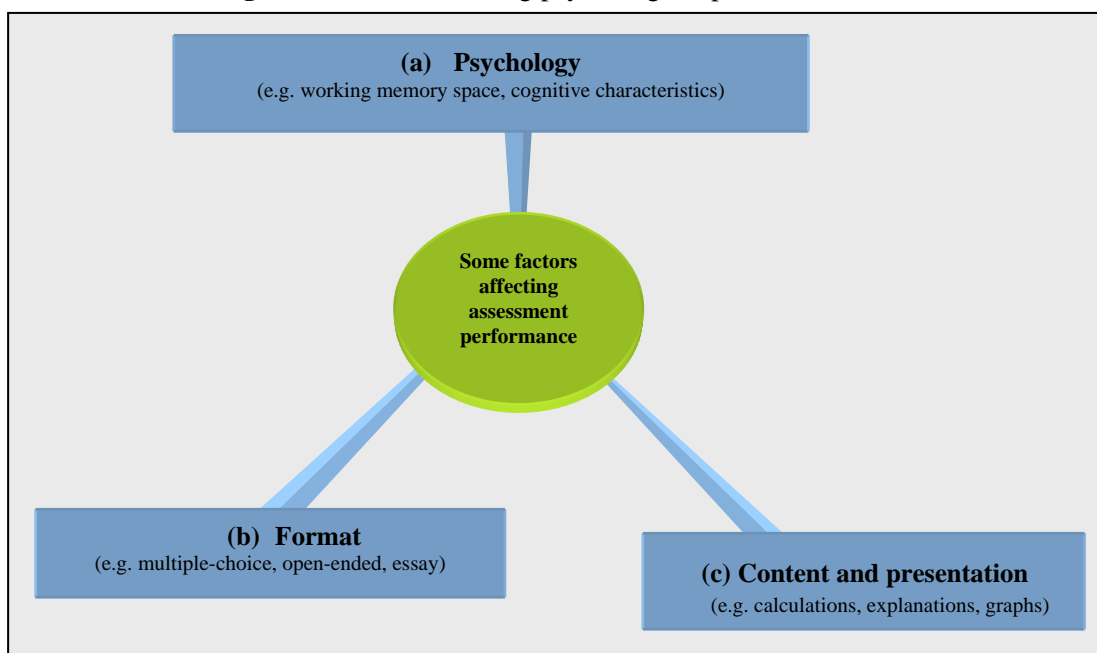 (a) Psychology
(e.g. working memory space, cognitive characteristics)
Some factors
affecting
assessment
performance
(b) Format
(e.g. multiple-choice, open-ended, essay)
(c) Content and presentation
(e.g. calculations, explanations, graphs)